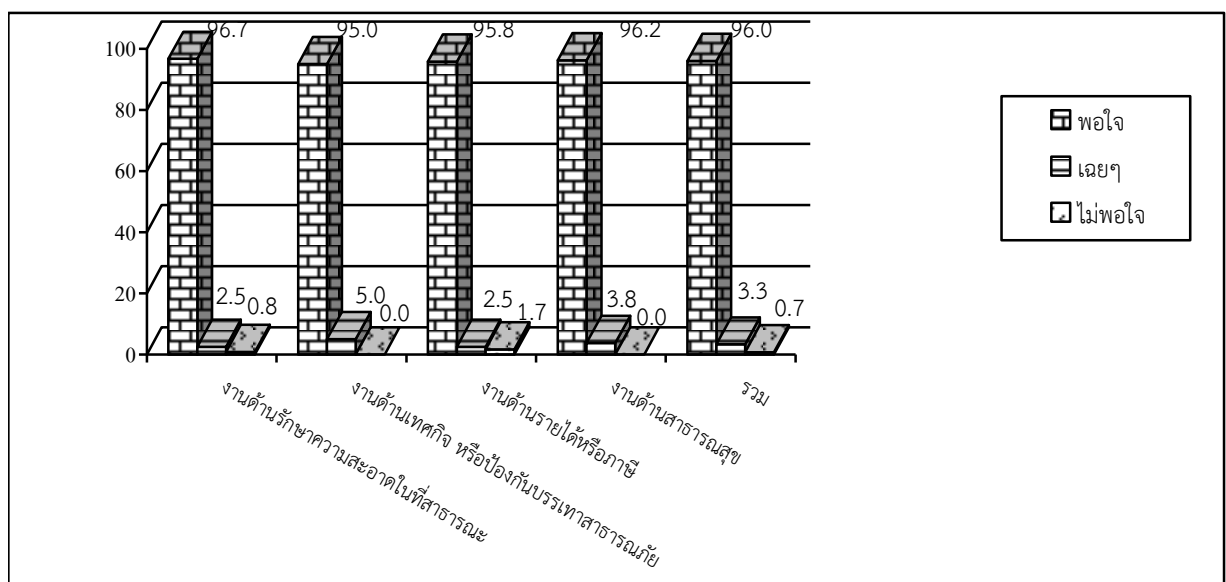 96.7 95.0 95.8 96.2 96.0
100
80
60
40
20
0
2.5 0.8 5.0 0.0 2.5 1.7 3.8 0.0 3.3 0.7
งานด้านรักษาความสะอาดในที่สาธารณะ
งานด้านเทศกิจ หรือป้องกันบรรเทาสาธารณภัย
งานด้านรายได้หรือภาษี
งานด้านสาธารณสุข
รวม
พอใจ
เฉยๆ
ไม่พอใจ